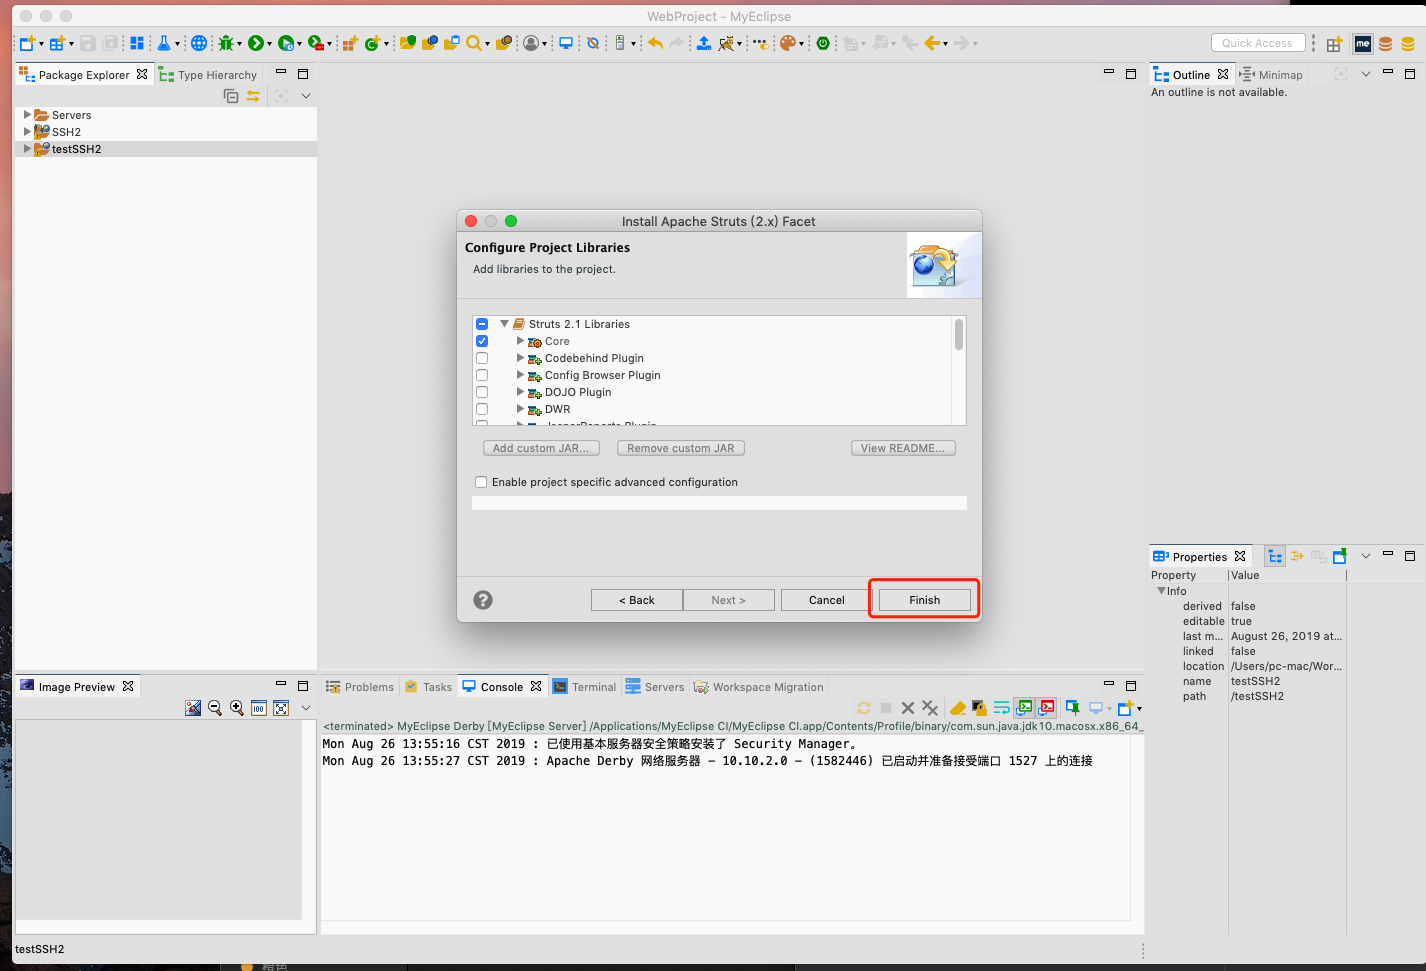 WebProject - MyEclipse
Quick Access
me
Package Explorer
Type Hierarchy
Servers
SSH2
testSSH2
Outline
Minimap
An outline is not available.
Install Apache Struts (2.x) Facet
Configure Project Libraries
Add libraries to the project.
Struts 2.1 Libraries
Core
Codebehind Plugin
Config Browser Plugin
DOJO Plugin
DWR
JasperReports Plugin
Add custom JAR...
Remove custom JAR
View README...
Enable project specific advanced configuration
?
< Back
Next >
Cancel
Finish
Properties
Property
Value
Info
derived
false
editable
true
last m...
August 26, 2019 at...
linked
false
location
/Users/pc-mac/Wor...
name
testSSH2
path
/testSSH2
Image Preview
100
Problems
Tasks
Console
Terminal
Servers
Workspace Migration
<terminated> MyEclipse Derby [MyEclipse Server] /Applications/MyEclipse CI/MyEclipse CI.app/Contents/Profile/binary/com.sun.java.jdk10.macosx.x86_64_
Mon Aug 26 13:55:16 CST 2019 : 已使用基本服务器安全策略安装了 Security Manager。
Mon Aug 26 13:55:27 CST 2019 : Apache Derby 网络服务器 - 10.10.2.0 - (1582446) 已启动并准备接受端口 1527 上的连接
testSSH2
橙色